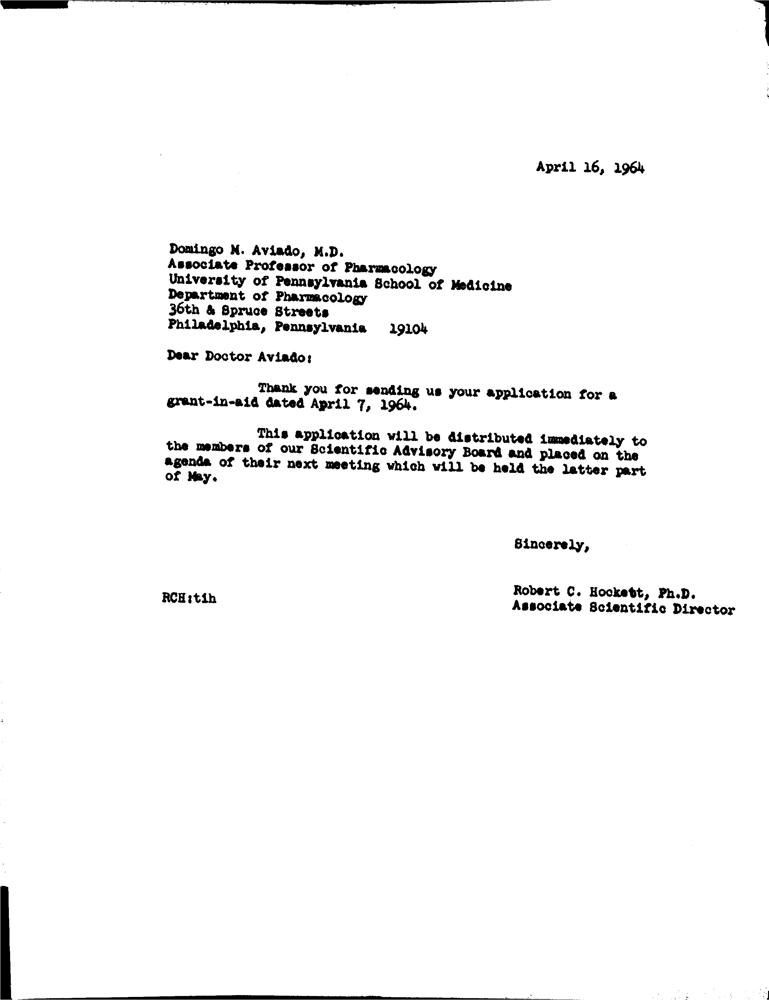 April 16, 1964
Domingo M. Aviado, M.D.
Associate Professor of Pharmacology
University of Pennsylvania School of Medicine
Department of Pharmacology
36th & Spruce Streets
Philadelphia, Pennsylvania 19104
Dear Doctor Aviado:
Thank you for sending us your application for a
grant-in-aid dated April 7, 1964.
This application will be distributed immediately to
the members of our Scientific Advisory Board and placed on the
agenda of their next meeting which will be held the latter part
of May.
Sincerely,
Robert C. Hockett, Ph.D.
Associate Scientific Director
RCH:tih